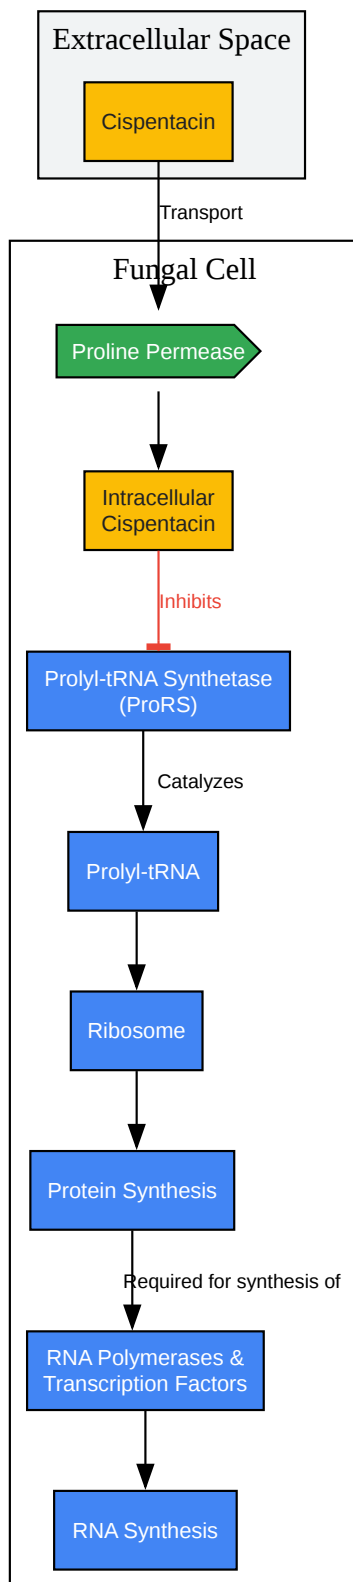 Extracellular Space
Cispentacin
Transport
Fungal Cell
Proline Permease
Intracellular
Cispentacin
Inhibits
Prolyl-tRNA Synthetase
(ProRS)
Catalyzes
Prolyl-tRNA
Ribosome
Protein Synthesis
Required for synthesis of
RNA Polymerases &
Transcription Factors
RNA Synthesis